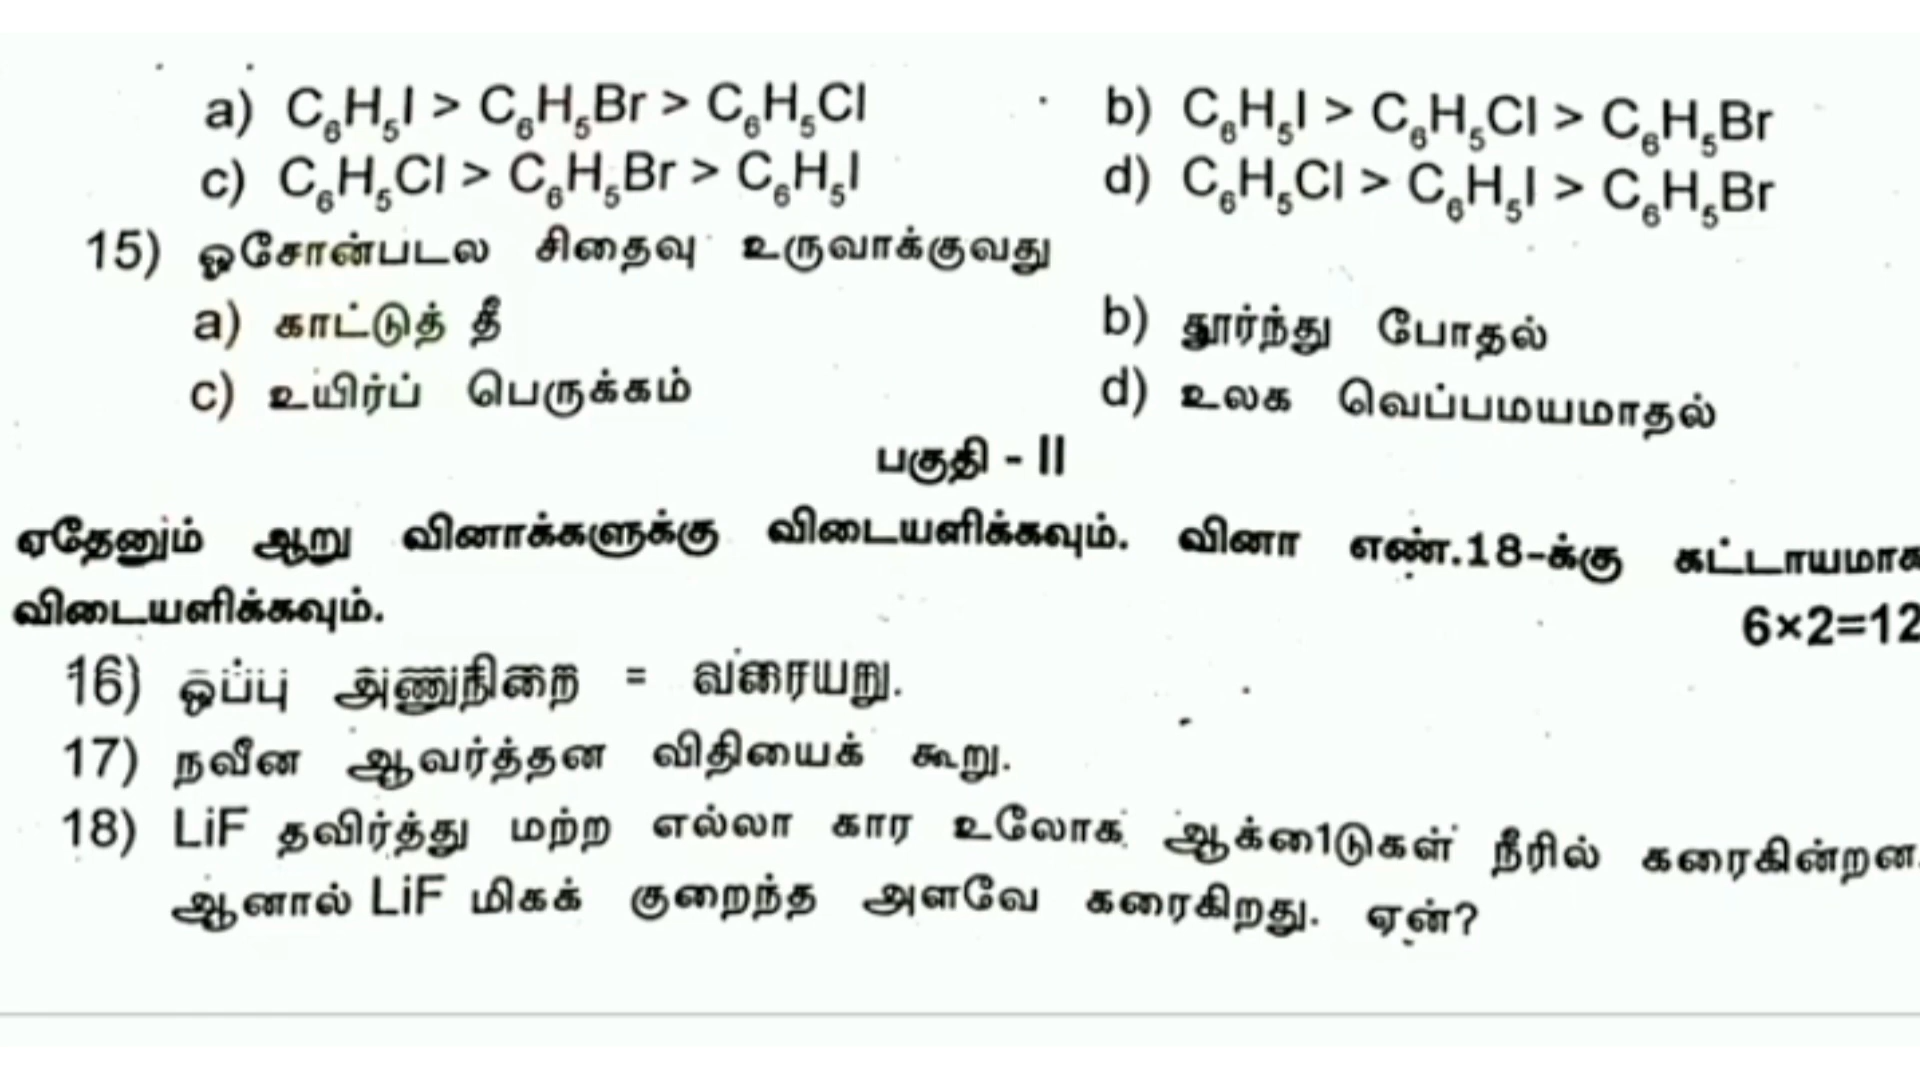 a) C₆H₅I > C₆H₅Br > C₆H₅Cl b) C₆H₅I > C₆H₅Cl > C₆H₅Br
c) C₆H₅Cl > C₆H₅Br > C₆H₅I d) C₆H₅Cl > C₆H₅I > C₆H₅Br
15) ஓசோன்படல சிதைவு உருவாக்குவது
a) காட்டுத் தீ b) தூர்ந்து போதல்
c) உயிர்ப் பெருக்கம் d) உலக வெப்பமயமாதல்
பகுதி - II
ஏதேனும் ஆறு வினாக்களுக்கு விடையளிக்கவும். வினா எண்.18-க்கு கட்டாயமாக
விடையளிக்கவும். 6×2=12
16) ஒப்பு அணுநிறை = வரையறு.
17) நவீன ஆவர்த்தன விதியைக் கூறு.
18) LiF தவிர்த்து மற்ற எல்லா கார உலோக நீரில் கரைகின்றன.
ஆனால் LiF மிகக் குறைந்த அளவே கரைகிறது. ஏன்?